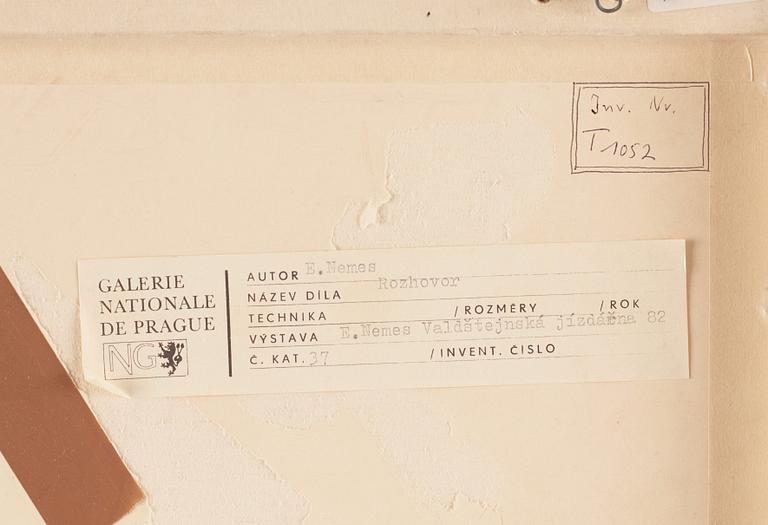 Inv. Nr.
T 1052
GALERIE
NATIONALE
DE PRAGUE
NG
AUTOR E.Nemes
NÁZEV DÍLA Rozhovor
TECHNIKA / ROZMĚRY / ROK
VÝSTAVA E.Nemes Valdštejnská jízdárna 82
Č. KAT. 37 / INVENT. ČÍSLO